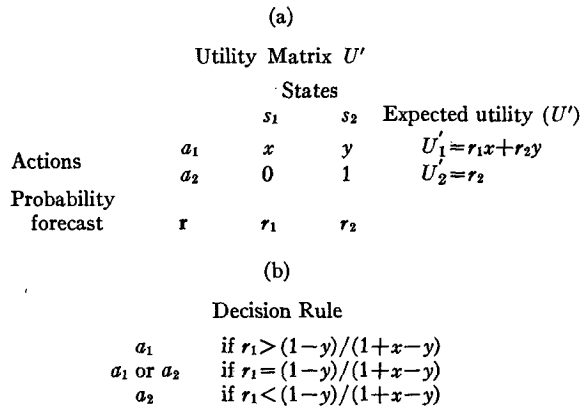 (a)
Utility Matrix U'
States
s₁ s₂ Expected utility (U')
Actions a₁ x y U'₁=r₁x+r₂y
a₂ 0 1 U'₂=r₂
Probability
forecast r r₁ r₂
(b)
Decision Rule
a₁ if r₁>(1−y)/(1+x−y)
a₁ or a₂ if r₁=(1−y)/(1+x−y)
a₂ if r₁<(1−y)/(1+x−y)